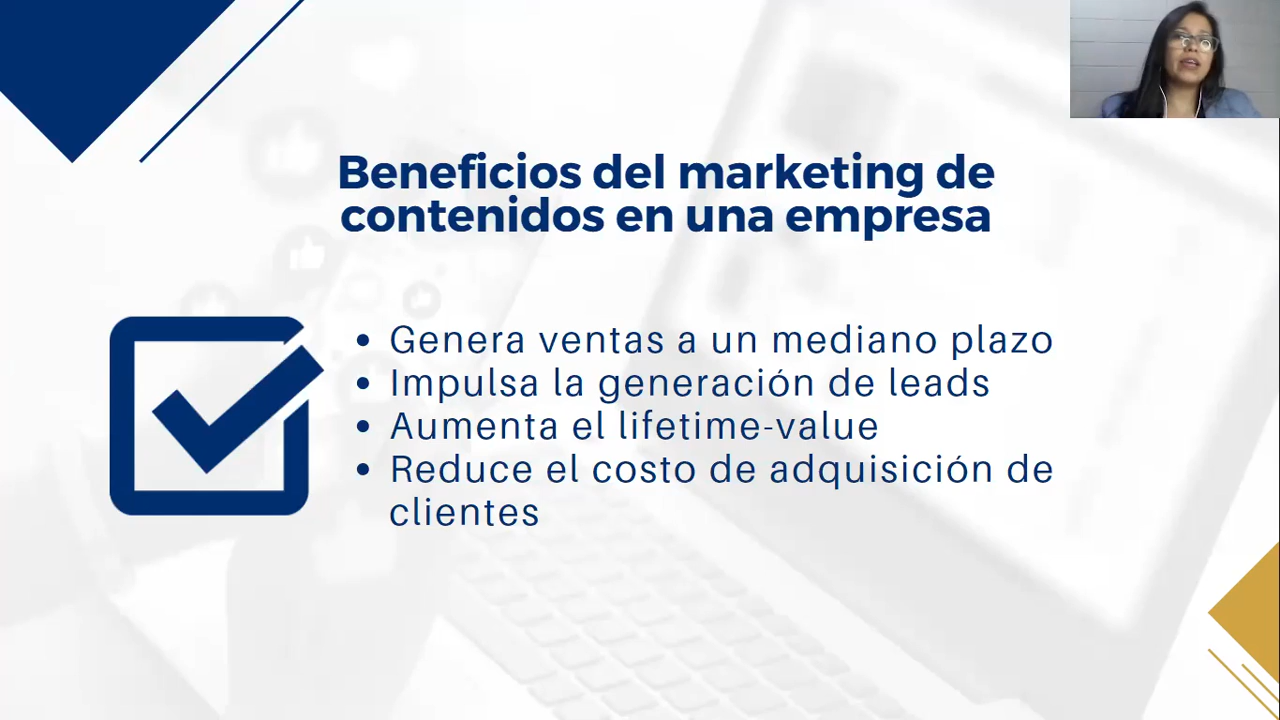 Beneficios del marketing de
contenidos en una empresa
• Genera ventas a un mediano plazo
• Impulsa la generación de leads
• Aumenta el lifetime-value
• Reduce el costo de adquisición de
clientes